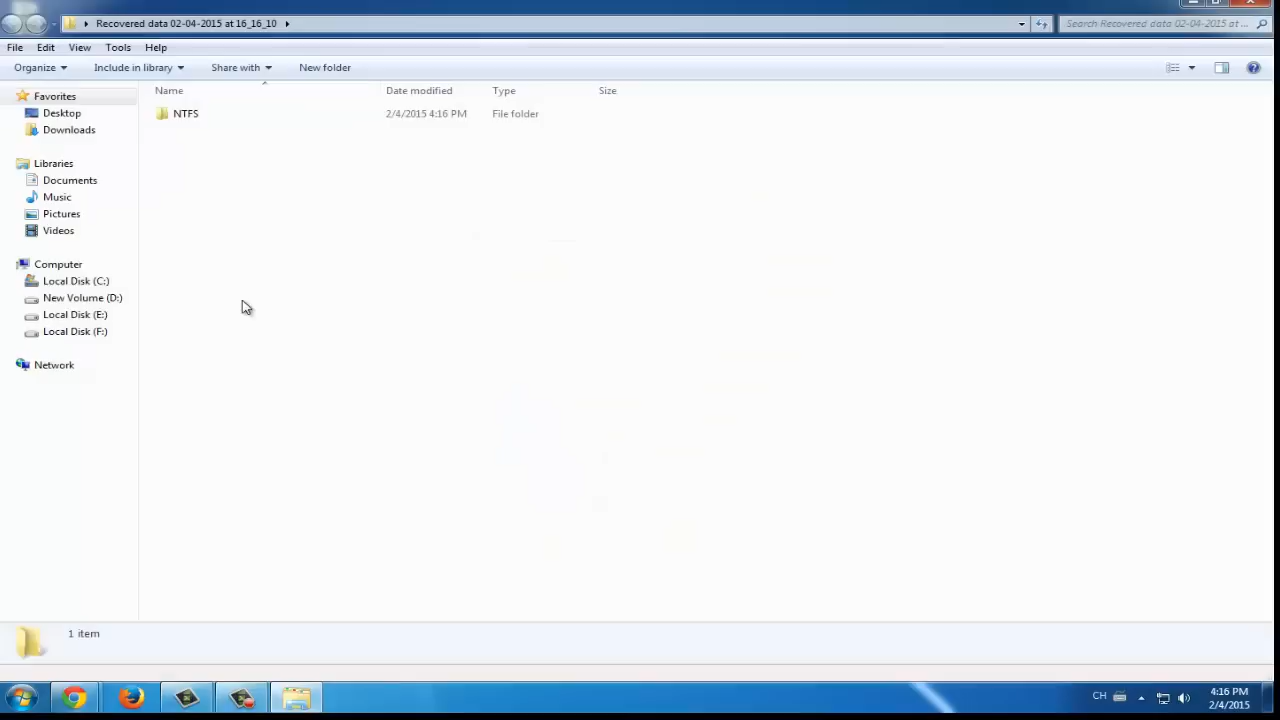 Recovered data 02-04-2015 at 16_16_10
Search Recovered data 02-04-2015 at ...
File Edit View Tools Help
Organize Include in library Share with New folder
Name Date modified Type Size
NTFS 2/4/2015 4:16 PM File folder
Favorites
Desktop
Downloads
Libraries
Documents
Music
Pictures
Videos
Computer
Local Disk (C:)
New Volume (D:)
Local Disk (E:)
Local Disk (F:)
Network
1 item
CH
4:16 PM
2/4/2015